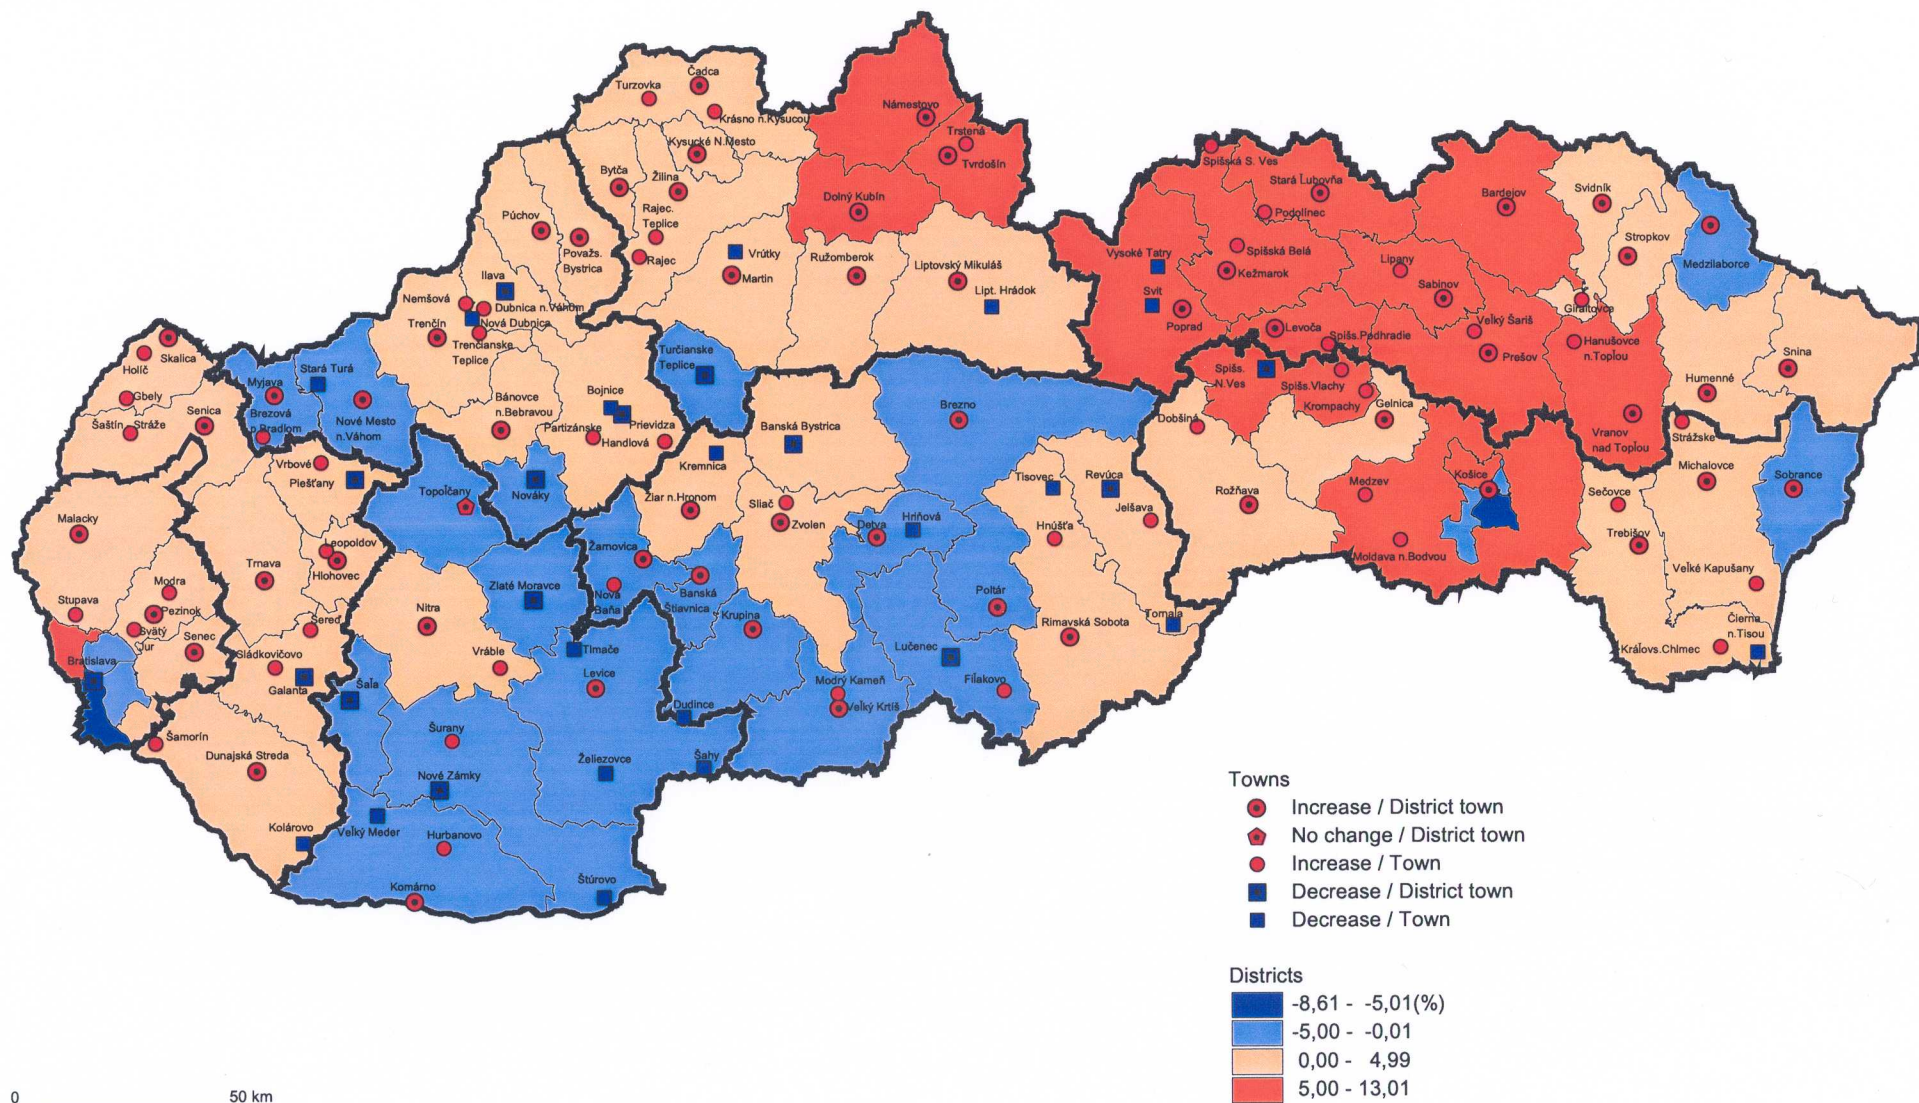 Čadca
Turzovka
Krásno n.Kysucou
Námestovo
Trstená
Tvrdošín
Kysucké N.Mesto
Bytča
Žilina
Dolný Kubín
Rajec.
Teplice
Rajec
Púchov
Považs.
Bystrica
Vrútky
Martin
Ružomberok
Liptovský Mikuláš
Lipt. Hrádok
Spišská S. Ves
Stará Ľubovňa
Podolínec
Bardejov
Svidník
Stropkov
Medzilaborce
Vysoké Tatry
Svit
Poprad
Spišská Belá
Kežmarok
Lipany
Sabinov
Giraltovce
Veľký Šariš
Prešov
Hanušovce
n.Topľou
Levoča
Spiš.Podhradie
Snina
Humenné
Ilava
Nemšová
Dubnica n.Váhom
Nová Dubnica
Trenčín
Trenčianske
Teplice
Skalica
Holíč
Gbely
Šaštín Stráže
Senica
Myjava
Stará Turá
Brezová
p.Bradlom
Nové Mesto
n.Váhom
Bánovce
n.Bebravou
Bojnice
Prievidza
Partizánske
Handlová
Turčianske
Teplice
Kremnica
Banská Bystrica
Brezno
Spišs.
N.Ves
Spiš.Vlachy
Krompachy
Gelnica
Dobšiná
Vranov
nad Topľou
Strážske
Michalovce
Sobrance
Sečovce
Trebišov
Vrbové
Piešťany
Topoľčany
Nováky
Žiar n.Hronom
Sliač
Zvolen
Detva
Hriňová
Tisovec
Revúca
Jelšava
Hnúšťa
Rožňava
Medzev
Košice
Moldava n.Bodvou
Malacky
Leopoldov
Hlohovec
Trnava
Modra
Pezinok
Stupava
Svätý
Jur
Senec
Sereď
Sládkovičovo
Galanta
Bratislava
Nitra
Zlaté Moravce
Vráble
Žarnovica
Nová
Baňa
Banská
Štiavnica
Krupina
Poltár
Rimavská Sobota
Tornaľa
Veľké Kapušany
Čierna
n.Tisou
Kráľovs.Chlmec
Tlmače
Levice
Lučenec
Fiľakovo
Modrý Kameň
Veľký Krtíš
Dudince
Šaľa
Šurany
Šamorín
Dunajská Streda
Nové Zámky
Želiezovce
Šahy
Kolárovo
Veľký Meder
Hurbanovo
Komárno
Štúrovo
Towns
Increase / District town
No change / District town
Increase / Town
Decrease / District town
Decrease / Town
Districts
-8,61 - -5,01(%)
-5,00 - -0,01
0,00 - 4,99
5,00 - 13,01
0 50 km